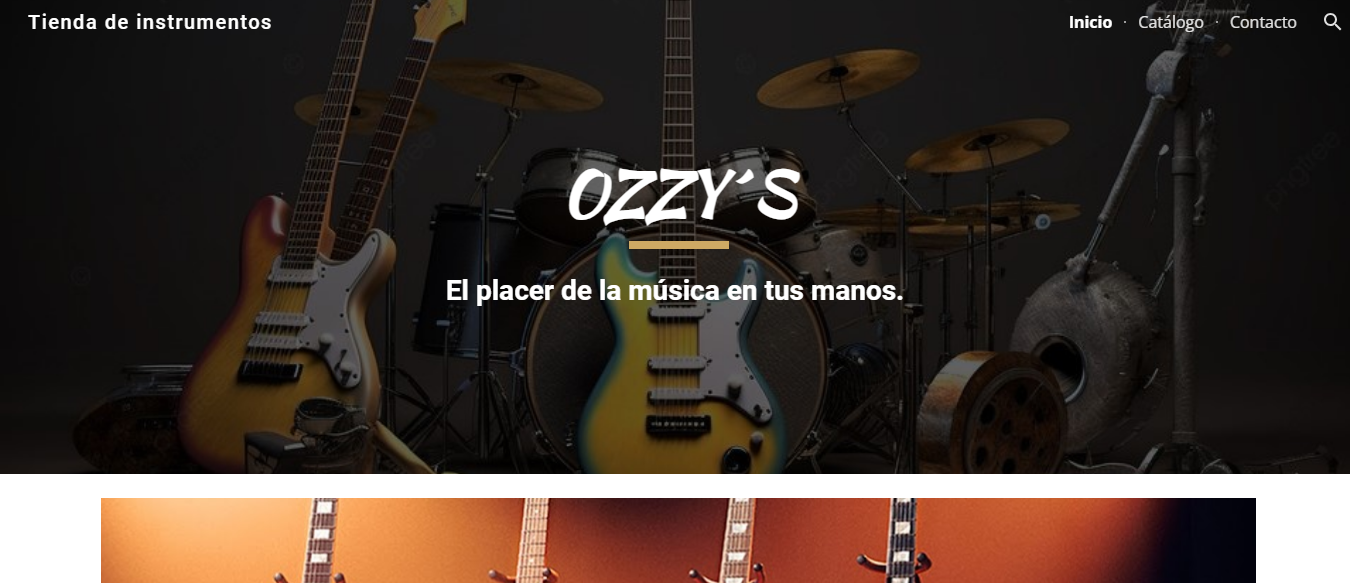 Tienda de instrumentos
Inicio · Catálogo · Contacto
OZZY´S
El placer de la música en tus manos.